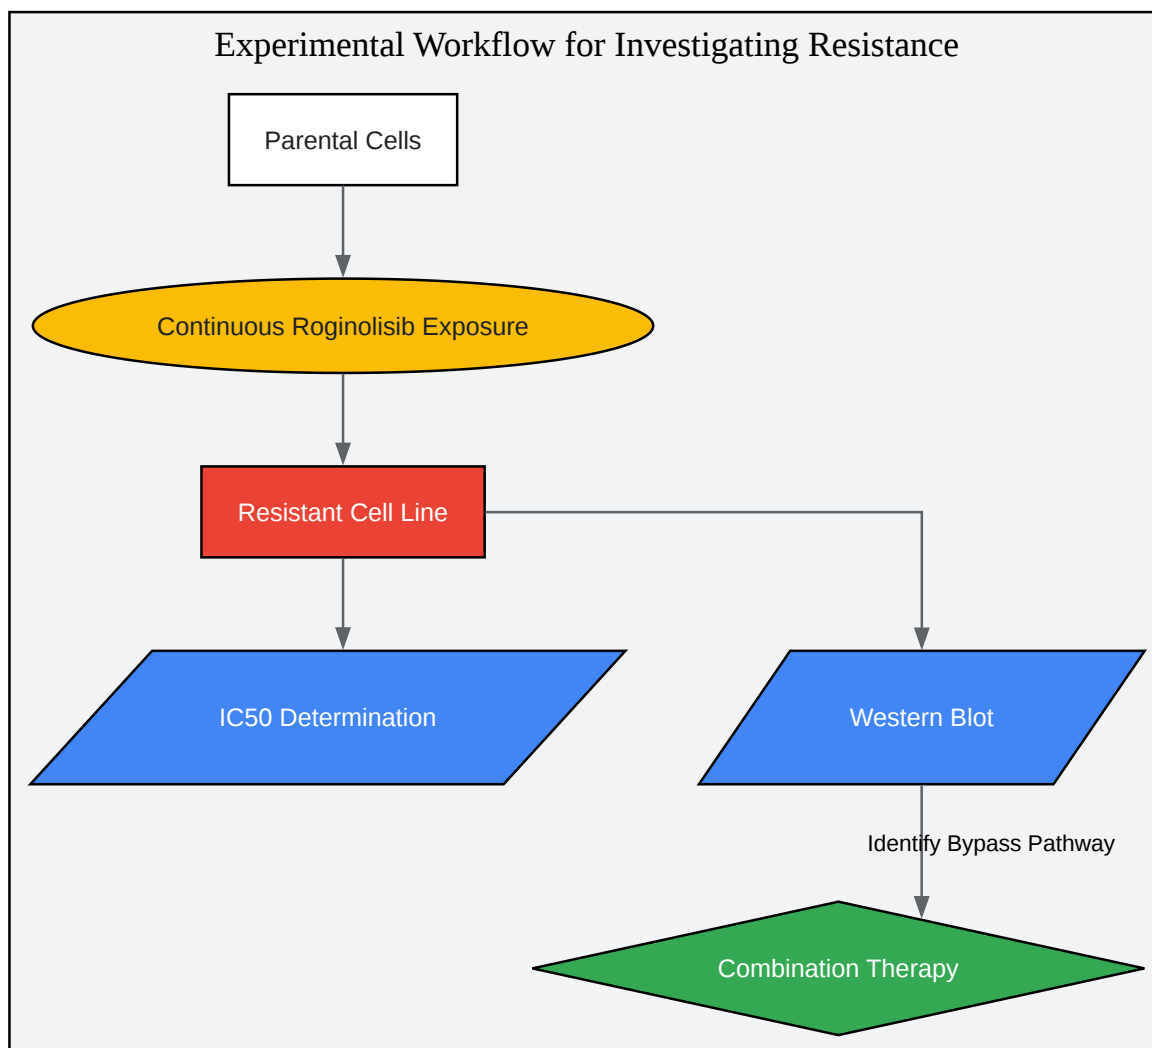 Experimental Workflow for Investigating Resistance
Parental Cells
Continuous Roginolisib Exposure
Resistant Cell Line
IC50 Determination
Western Blot
Identify Bypass Pathway
Combination Therapy